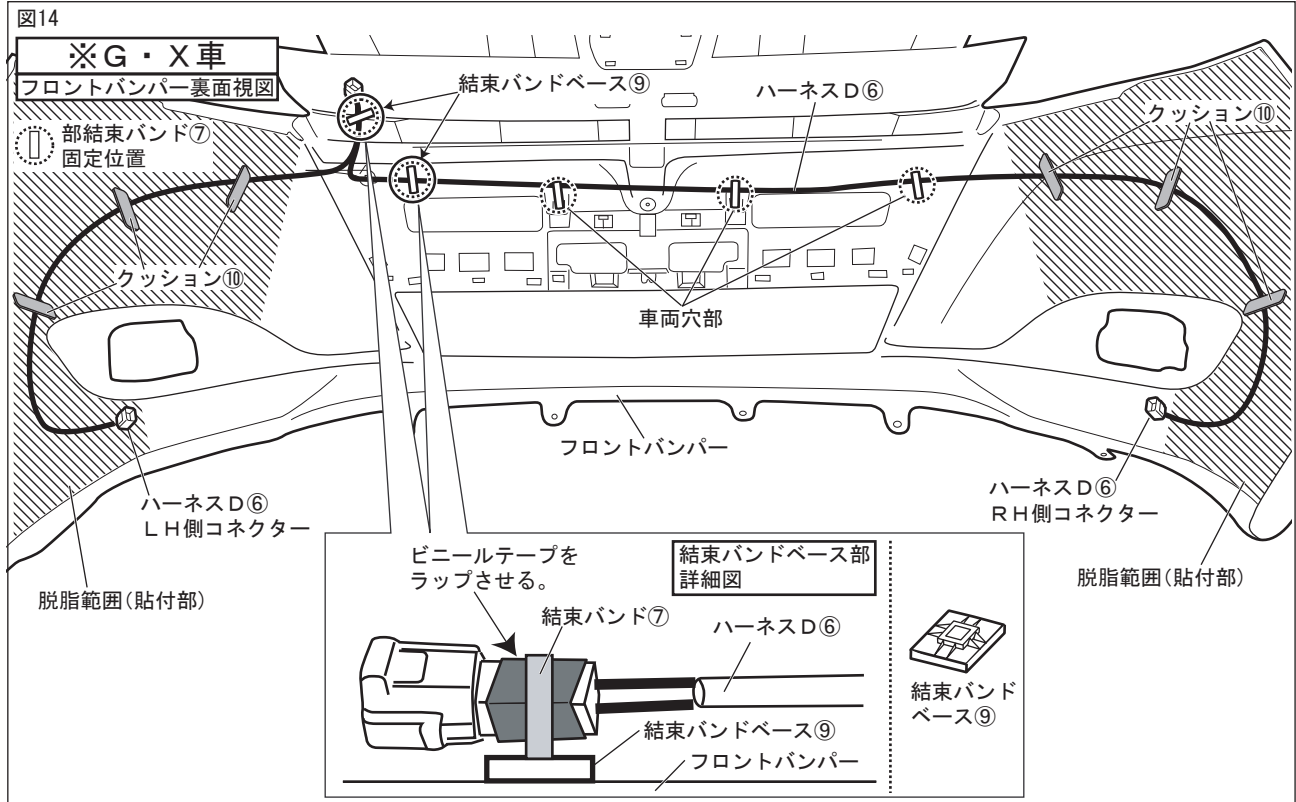 図14
※G・X車
フロントバンパー裏面視図
部結束バンド⑦
固定位置
結束バンドベース⑨
ハーネスD⑥
クッション⑩
クッション⑩
車両穴部
フロントバンパー
ハーネスD⑥
LH側コネクター
ハーネスD⑥
RH側コネクター
脱脂範囲(貼付部)
脱脂範囲(貼付部)
ビニールテープを
ラップさせる。
結束バンドベース部
詳細図
結束バンド⑦
ハーネスD⑥
結束バンドベース⑨
フロントバンパー
結束バンド
ベース⑨